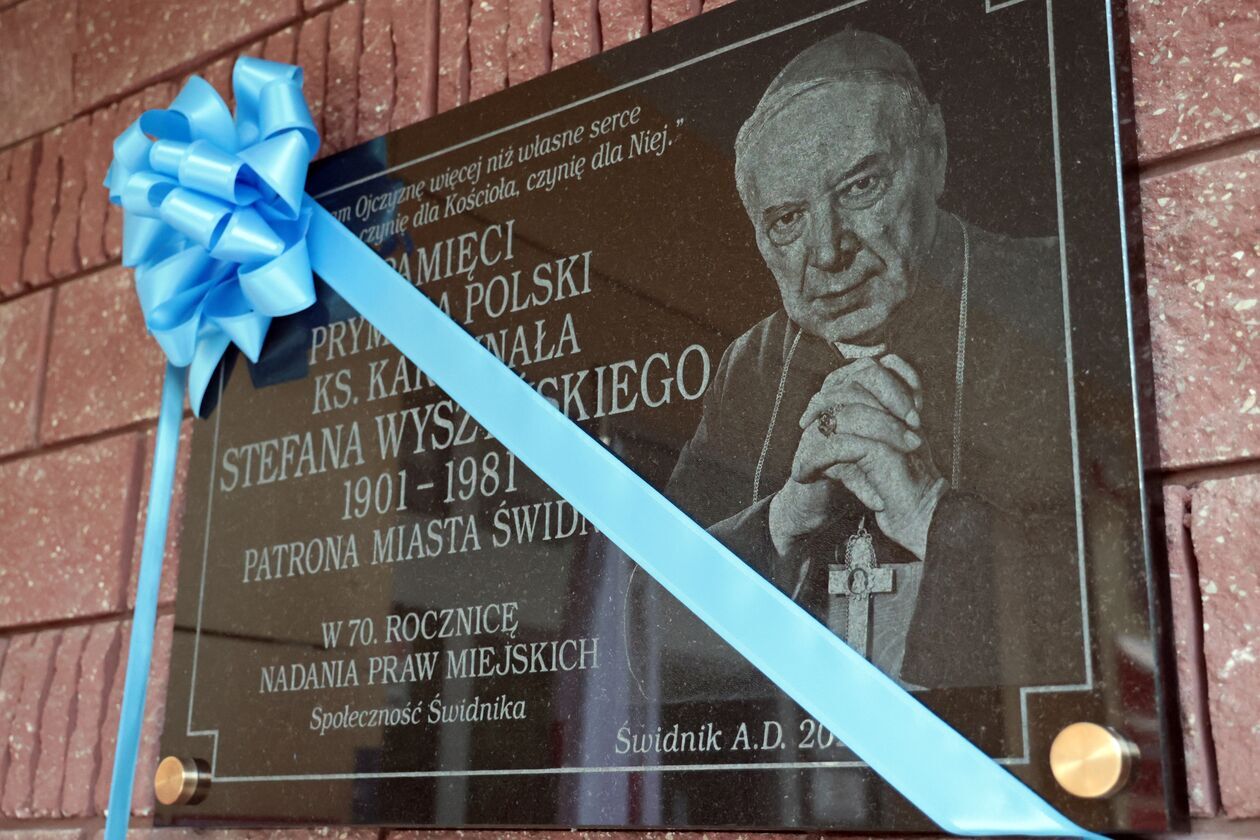 Ojczyznę więcej niż własne serce
czynię dla Kościoła, czynię dla Niej.”
PAMIĘCI
POLSKI
KS.
STEFANA
1901 – 1981
PATRONA MIASTA
W 70. ROCZNICĘ
NADANIA PRAW MIEJSKICH
Społeczność Świdnika
Świdnik A.D.